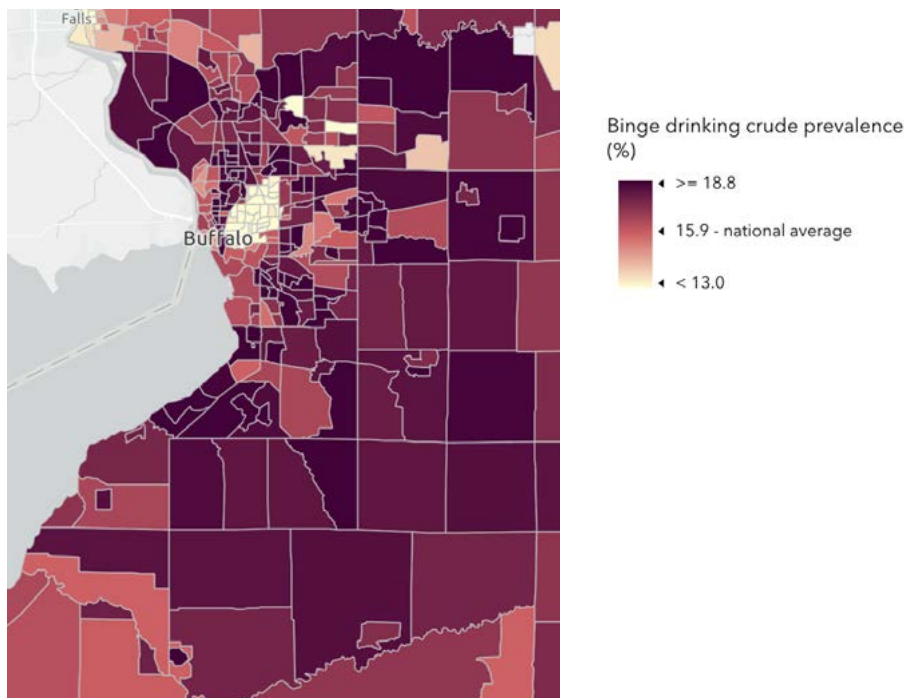 Falls
Buffalo
Binge drinking crude prevalence
(%)
>= 18.8
15.9 - national average
< 13.0